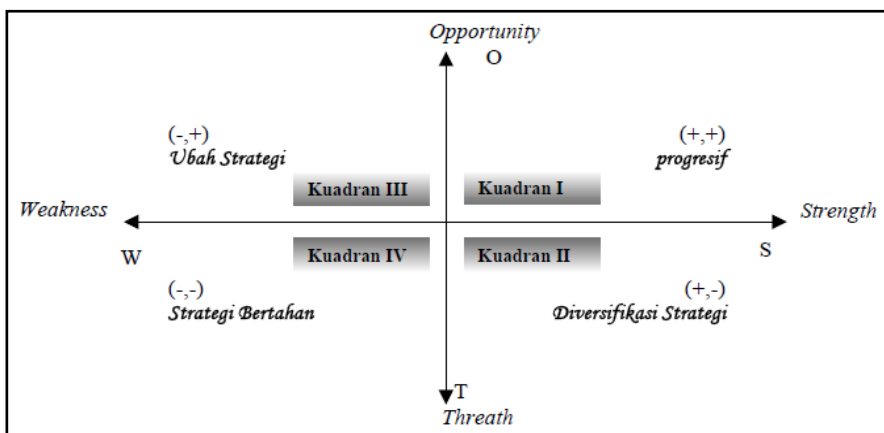 Opportunity
O
(-,+)
Ubah Strategi
(+,+)
progresif
Kuadran III
Kuadran I
Weakness
Strength
W
Kuadran IV
Kuadran II
S
(-,-)
Strategi Bertahan
(+,-)
Diversifikasi Strategi
T
Threath